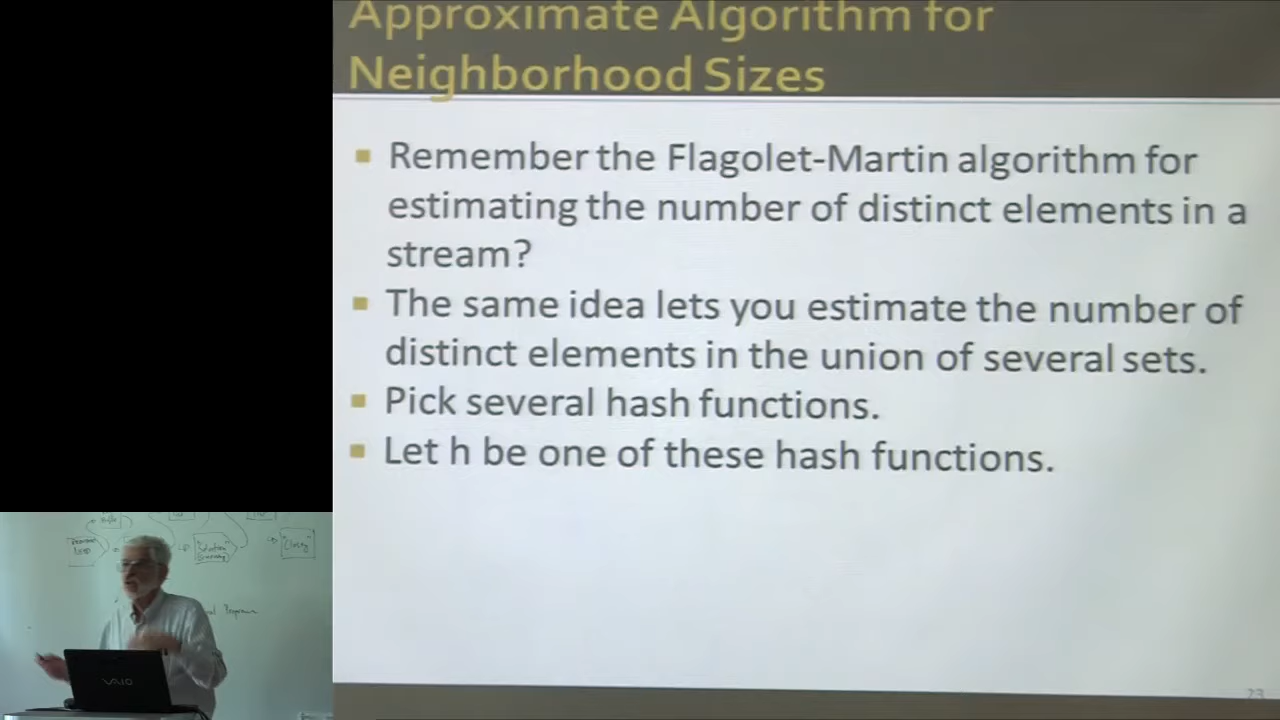 Approximate Algorithm for
Neighborhood Sizes
Remember the Flagolet-Martin algorithm for
estimating the number of distinct elements in a
stream?
The same idea lets you estimate the number of
distinct elements in the union of several sets.
Pick several hash functions.
Let h be one of these hash functions.
23
VAIO